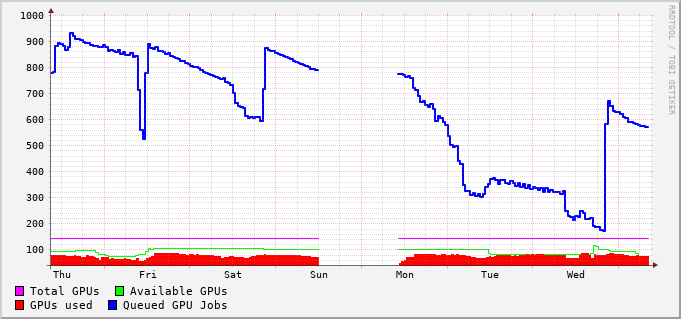 1000
900
800
700
600
500
400
300
200
100
Thu Fri Sat Sun Mon Tue Wed
RRDTOOL / TOBI OETIKER
Total GPUs Available GPUs
GPUs used Queued GPU Jobs